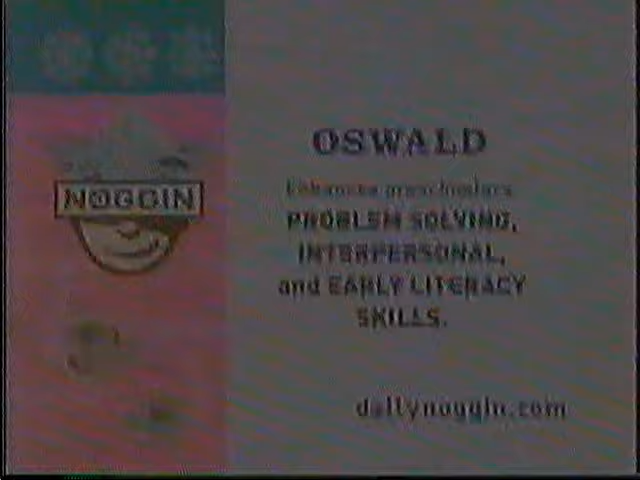 NOGGIN
OSWALD
Enhances preschoolers
PROBLEM SOLVING,
INTERPERSONAL,
and EARLY LITERACY
SKILLS.
dailynoggin.com